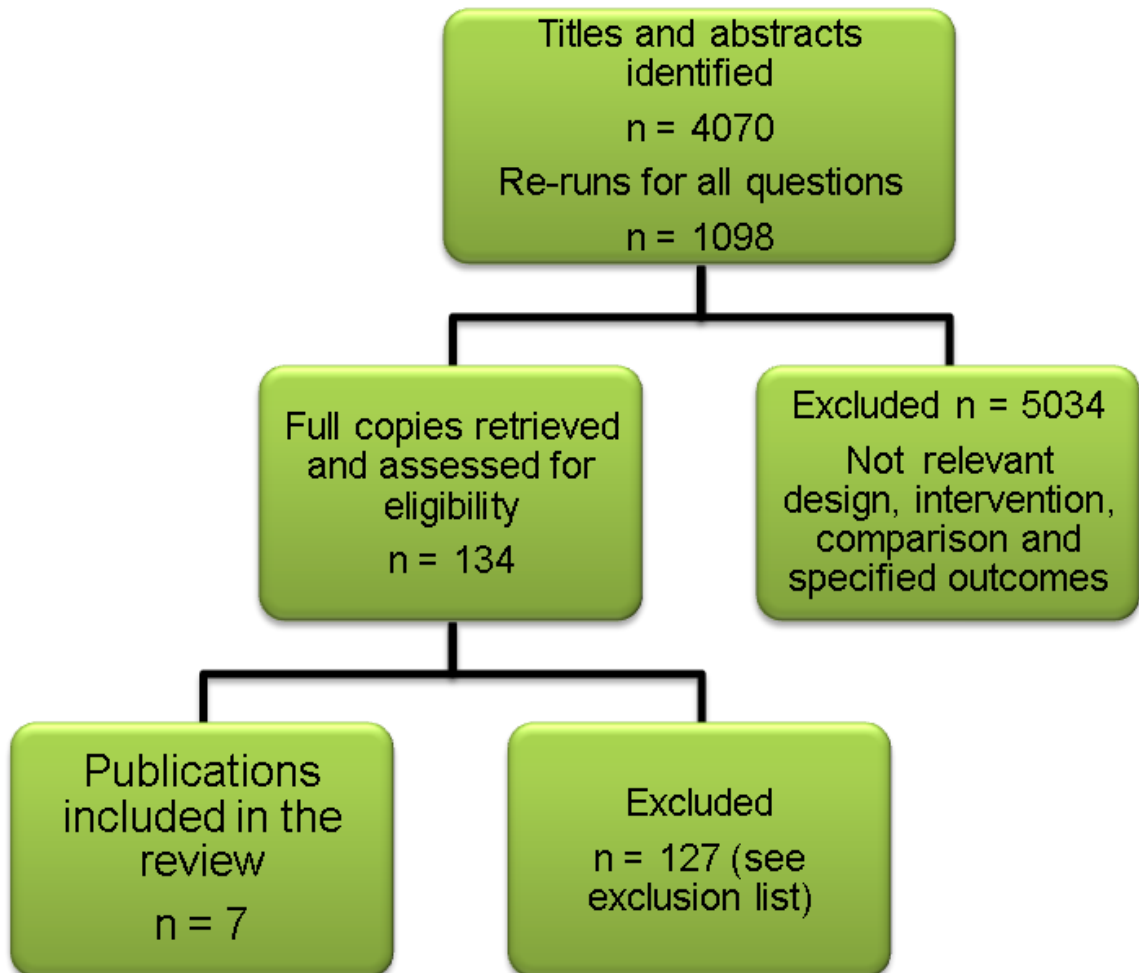 Titles and abstracts
identified
n = 4070
Re-runs for all questions
n = 1098
Full copies retrieved
and assessed for
eligibility
n = 134
Excluded n = 5034
Not relevant
design, intervention,
comparison and
specified outcomes
Publications
included in the
review
n = 7
Excluded
n = 127 (see
exclusion list)